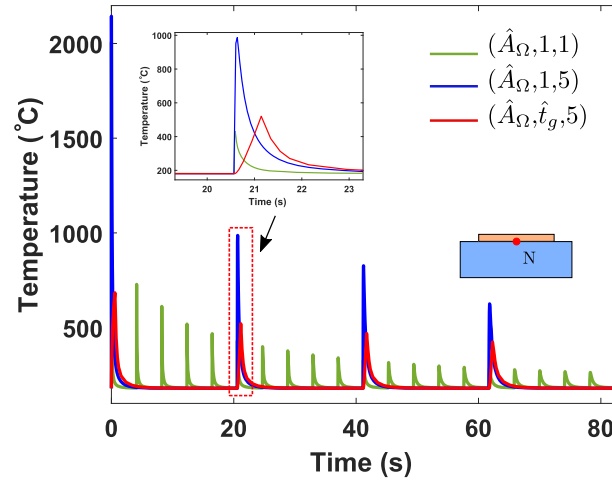 2000
1500
1000
500
Temperature (°C)
0
20
40
60
80
Time (s)
1000
800
600
400
200
Temperature (°C)
20
21
22
23
Time (s)
(Â_Ω,1,1)
(Â_Ω,1,5)
(Â_Ω,t̂_g,5)
N